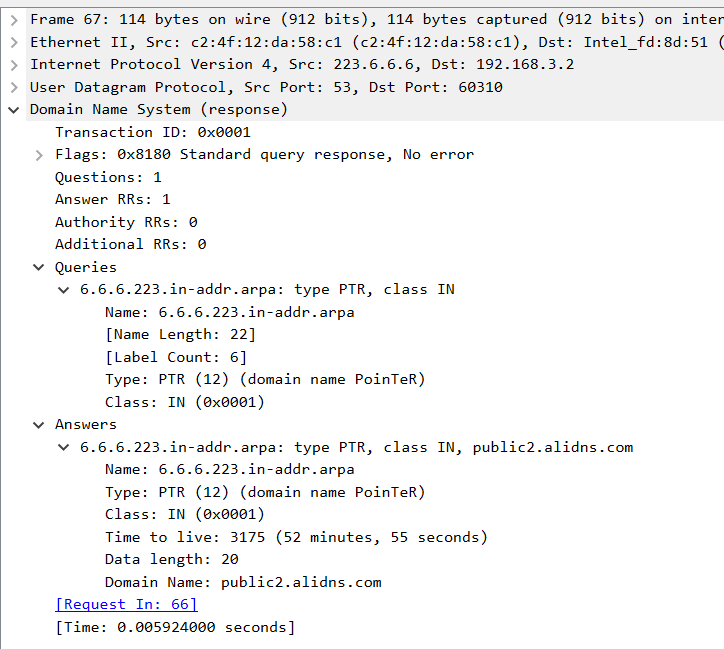 Frame 67: 114 bytes on wire (912 bits), 114 bytes captured (912 bits) on inter
Ethernet II, Src: c2:4f:12:da:58:c1 (c2:4f:12:da:58:c1), Dst: Intel_fd:8d:51 (
Internet Protocol Version 4, Src: 223.6.6.6, Dst: 192.168.3.2
User Datagram Protocol, Src Port: 53, Dst Port: 60310
Domain Name System (response)
Transaction ID: 0x0001
Flags: 0x8180 Standard query response, No error
Questions: 1
Answer RRs: 1
Authority RRs: 0
Additional RRs: 0
Queries
6.6.6.223.in-addr.arpa: type PTR, class IN
Name: 6.6.6.223.in-addr.arpa
[Name Length: 22]
[Label Count: 6]
Type: PTR (12) (domain name PoinTeR)
Class: IN (0x0001)
Answers
6.6.6.223.in-addr.arpa: type PTR, class IN, public2.alidns.com
Name: 6.6.6.223.in-addr.arpa
Type: PTR (12) (domain name PoinTeR)
Class: IN (0x0001)
Time to live: 3175 (52 minutes, 55 seconds)
Data length: 20
Domain Name: public2.alidns.com
[Request In: 66]
[Time: 0.005924000 seconds]